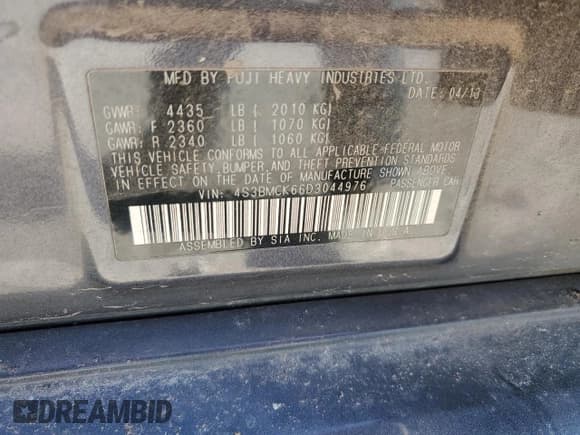 MFD BY FUJI HEAVY INDUSTRIES LTD.
DATE: 04/13
GVWR: 4435 LB ( 2010 KG)
GAWR: F 2360 LB ( 1070 KG)
GAWR: R 2340 LB ( 1060 KG)
THIS VEHICLE CONFORMS TO ALL APPLICABLE FEDERAL MOTOR
VEHICLE SAFETY, BUMPER AND THEFT PREVENTION STANDARDS
IN EFFECT ON THE DATE OF MANUFACTURE SHOWN ABOVE.
VIN: 4S3BMCK66D3044976 PASSENGER CAR
ASSEMBLED BY SIA INC. MADE IN U.S.A.
DREAMBID